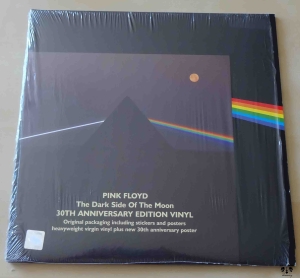 PINK FLOYD
The Dark Side Of The Moon
30TH ANNIVERSARY EDITION VINYL
Original packaging including stickers and posters
heavyweight virgin vinyl plus new 30th anniversary poster